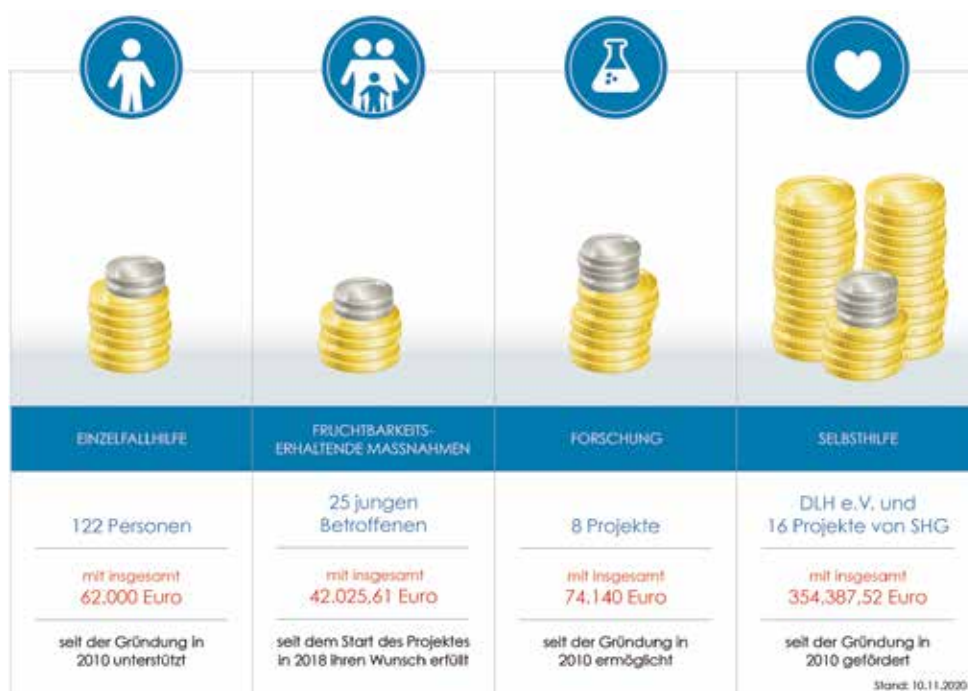 EINZELFALLHILFE
122 Personen
mit insgesamt
62.000 Euro
seit der Gründung in
2010 unterstützt
FRUCHTBARKEITS-
ERHALTENDE MASSNAHMEN
25 jungen
Betroffenen
mit insgesamt
42.025,61 Euro
seit dem Start des Projektes
in 2018 ihren Wunsch erfüllt
FORSCHUNG
8 Projekte
mit insgesamt
74.140 Euro
seit der Gründung in
2010 ermöglicht
SELBSTHILFE
DLH e.V. und
16 Projekte von SHG
mit insgesamt
354.387,52 Euro
seit der Gründung in
2010 gefördert
Stand: 10.11.2020